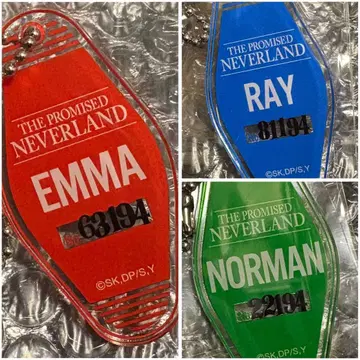 THE PROMISED
NEVERLAND
EMMA
63194
©SK,DP/S,Y
THE PROMISED
NEVERLAND
RAY
81194
©SK,DP/S,Y
THE PROMISED
NEVERLAND
NORMAN
22194
©SK,DP/S,Y